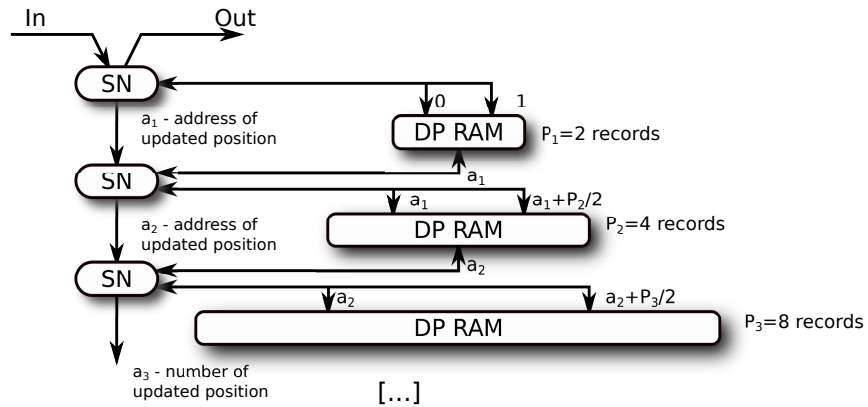 In Out
SN
0 1
a₁ - address of
updated position
DP RAM
P₁=2 records
a₁
SN
a₁ a₁+P₂/2
a₂ - address of
updated position
DP RAM
P₂=4 records
a₂
SN
a₂ a₂+P₃/2
DP RAM
P₃=8 records
a₃ - number of
updated position
[...]